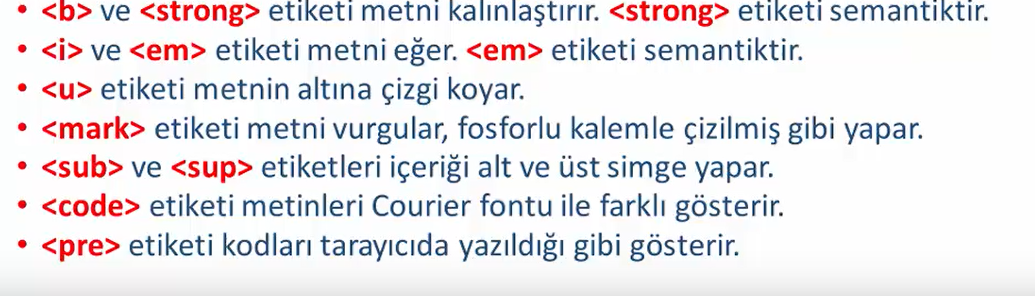 • <b> ve <strong> etiketi metni kalınlaştırır. <strong> etiketi semantiktir.
• <i> ve <em> etiketi metni eğer. <em> etiketi semantiktir.
• <u> etiketi metnin altına çizgi koyar.
• <mark> etiketi metni vurgular, fosforlu kalemle çizilmiş gibi yapar.
• <sub> ve <sup> etiketleri içeriği alt ve üst simge yapar.
• <code> etiketi metinleri Courier fontu ile farklı gösterir.
• <pre> etiketi kodları tarayıcıda yazıldığı gibi gösterir.